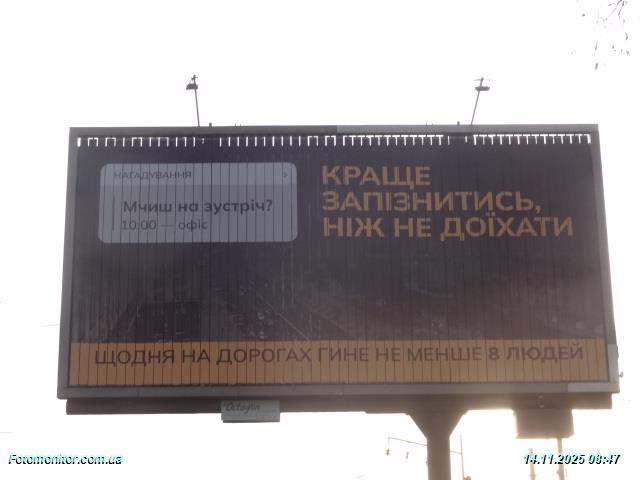 НАГАДУВАННЯ >
Мчиш на зустріч?
10:00 — офіс
КРАЩЕ
ЗАПІЗНИТИСЬ,
НІЖ НЕ ДОЇХАТИ
ЩОДНЯ НА ДОРОГАХ ГИНЕ НЕ МЕНШЕ 8 ЛЮДЕЙ
Octagon
Fotomonitor.com.ua
14.11.2025 08:47